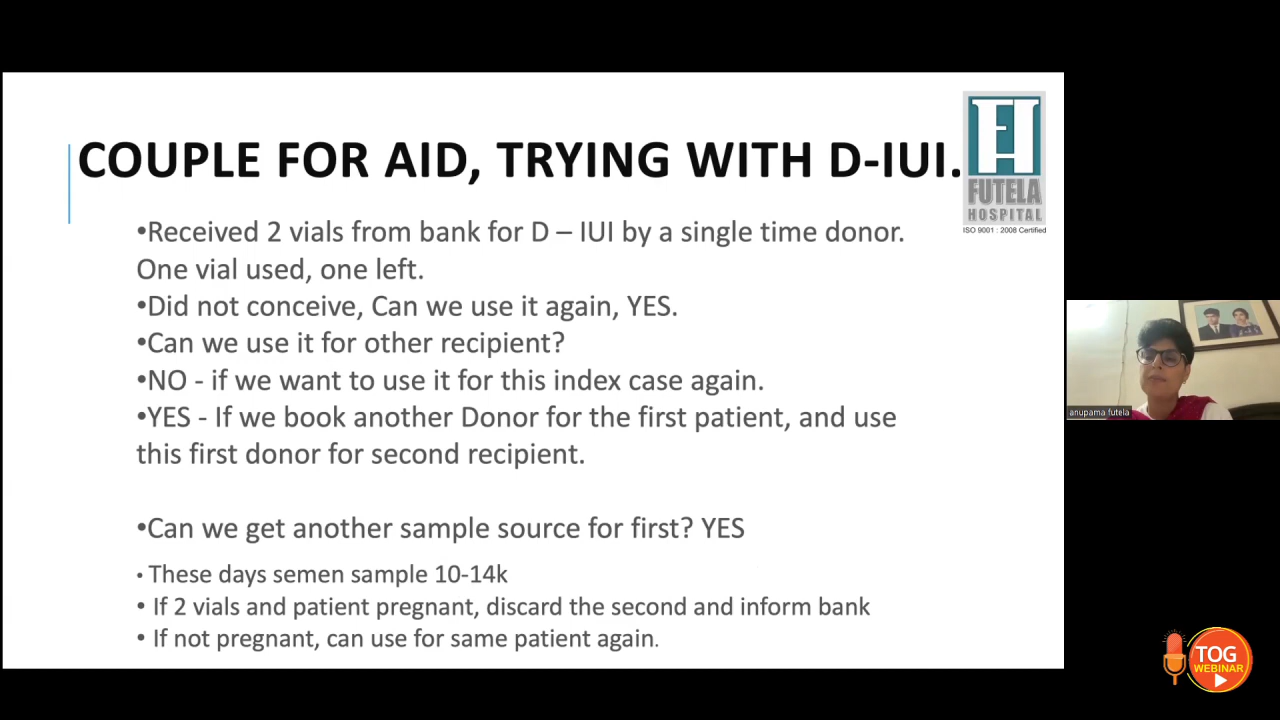 COUPLE FOR AID, TRYING WITH D-IUI.
FUTELA
HOSPITAL
ISO 9001 : 2008 Certified
•Received 2 vials from bank for D – IUI by a single time donor.
One vial used, one left.
•Did not conceive, Can we use it again, YES.
•Can we use it for other recipient?
•NO - if we want to use it for this index case again.
•YES - If we book another Donor for the first patient, and use
this first donor for second recipient.
•Can we get another sample source for first? YES
• These days semen sample 10-14k
• If 2 vials and patient pregnant, discard the second and inform bank
• If not pregnant, can use for same patient again.
anupama futela
TOG
WEBINAR